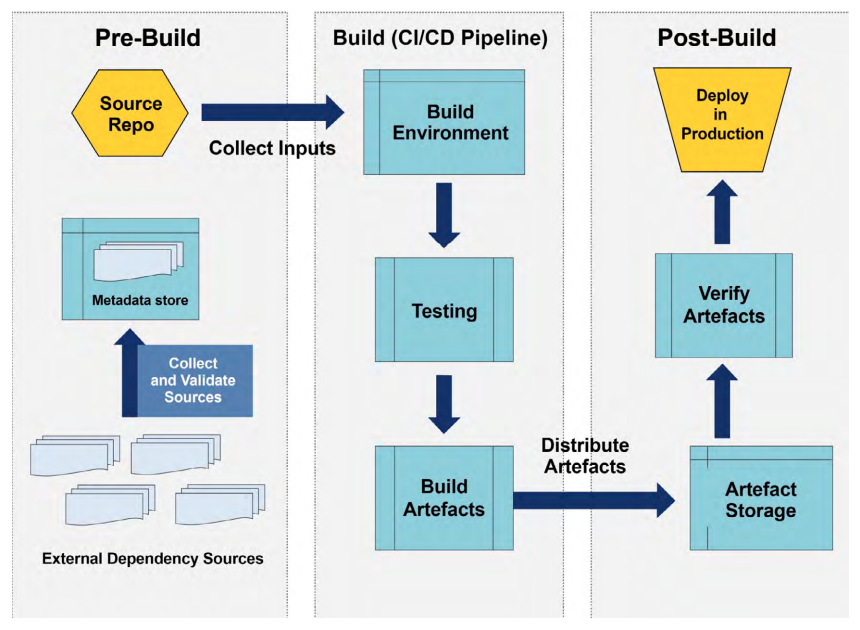 Pre-Build
Source
Repo
Collect Inputs
Metadata store
Collect
and Validate
Sources
External Dependency Sources
Build (CI/CD Pipeline)
Build
Environment
Testing
Build
Artefacts
Distribute
Artefacts
Post-Build
Deploy
in
Production
Verify
Artefacts
Artefact
Storage